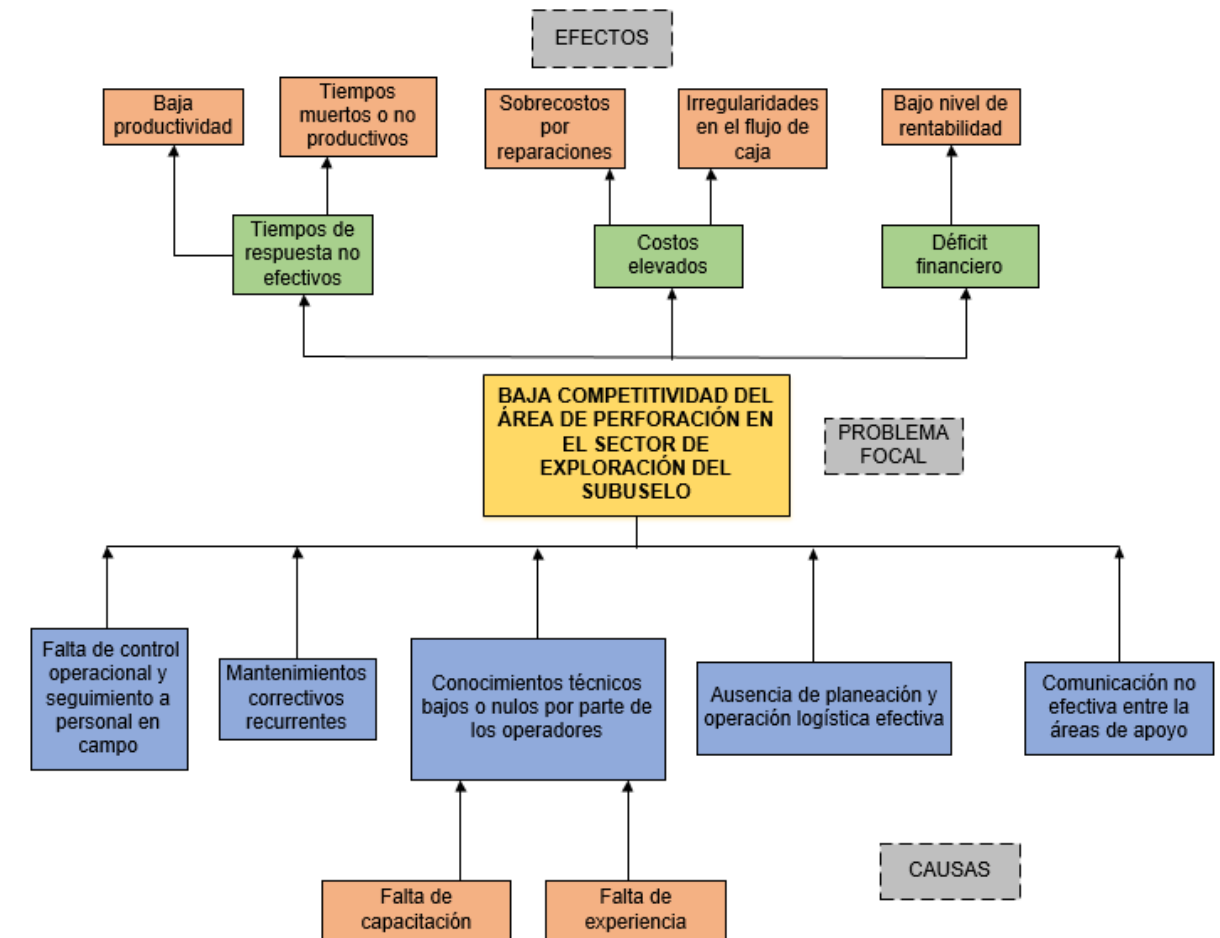 EFECTOS
Baja
productividad
Tiempos
muertos o no
productivos
Sobrecostos
por
reparaciones
Irregularidades
en el flujo de
caja
Bajo nivel de
rentabilidad
Tiempos de
respuesta no
efectivos
Costos
elevados
Déficit
financiero
BAJA COMPETITIVIDAD DEL
ÁREA DE PERFORACIÓN EN
EL SECTOR DE
EXPLORACIÓN DEL
SUBUSELO
PROBLEMA
FOCAL
Falta de control
operacional y
seguimiento a
personal en
campo
Mantenimientos
correctivos
recurrentes
Conocimientos técnicos
bajos o nulos por parte de
los operadores
Ausencia de planeación y
operación logística efectiva
Comunicación no
efectiva entre la
áreas de apoyo
CAUSAS
Falta de
capacitación
Falta de
experiencia